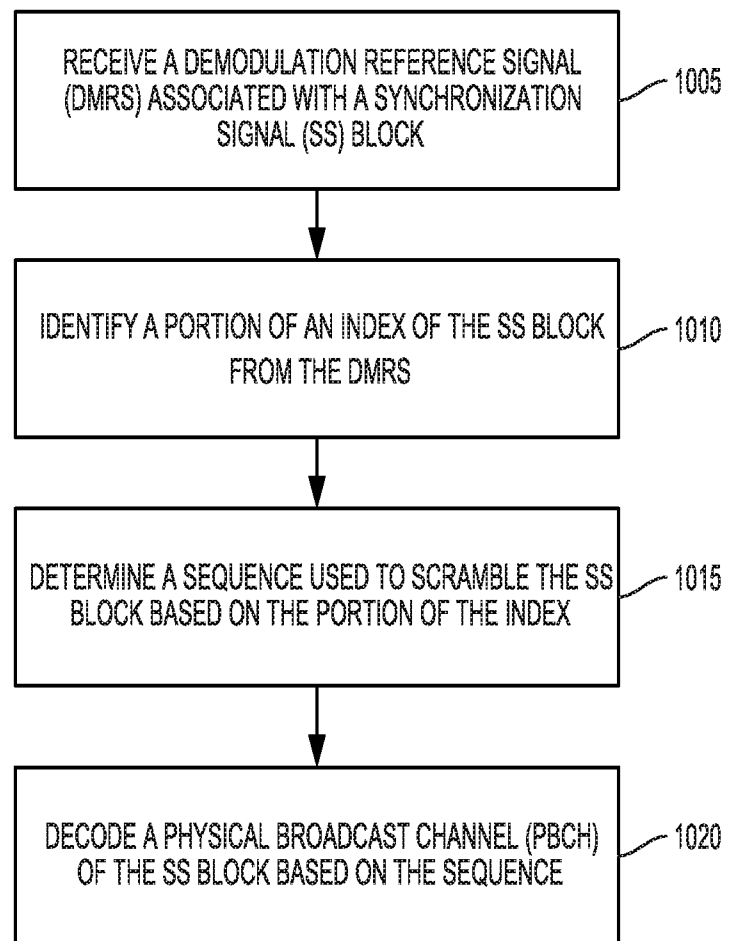 RECEIVE A DEMODULATION REFERENCE SIGNAL
(DMRS) ASSOCIATED WITH A SYNCHRONIZATION
SIGNAL (SS) BLOCK
1005
IDENTIFY A PORTION OF AN INDEX OF THE SS BLOCK
FROM THE DMRS
1010
DETERMINE A SEQUENCE USED TO SCRAMBLE THE SS
BLOCK BASED ON THE PORTION OF THE INDEX
1015
DECODE A PHYSICAL BROADCAST CHANNEL (PBCH)
OF THE SS BLOCK BASED ON THE SEQUENCE
1020